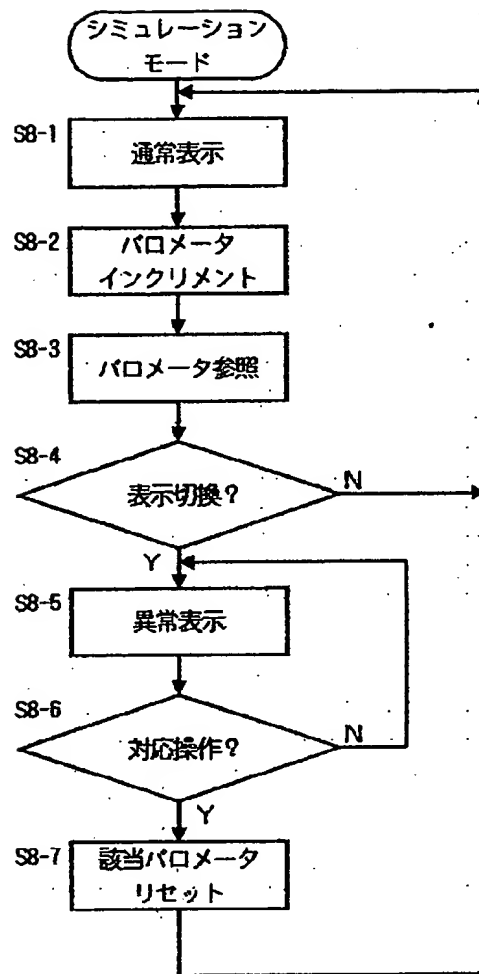 シミュレーション
モード
S8-1
通常表示
S8-2
パロメータ
インクリメント
S8-3
パロメータ参照
S8-4
表示切換？
N
Y
S8-5
異常表示
S8-6
対応操作？
N
Y
S8-7
該当パロメータ
リセット